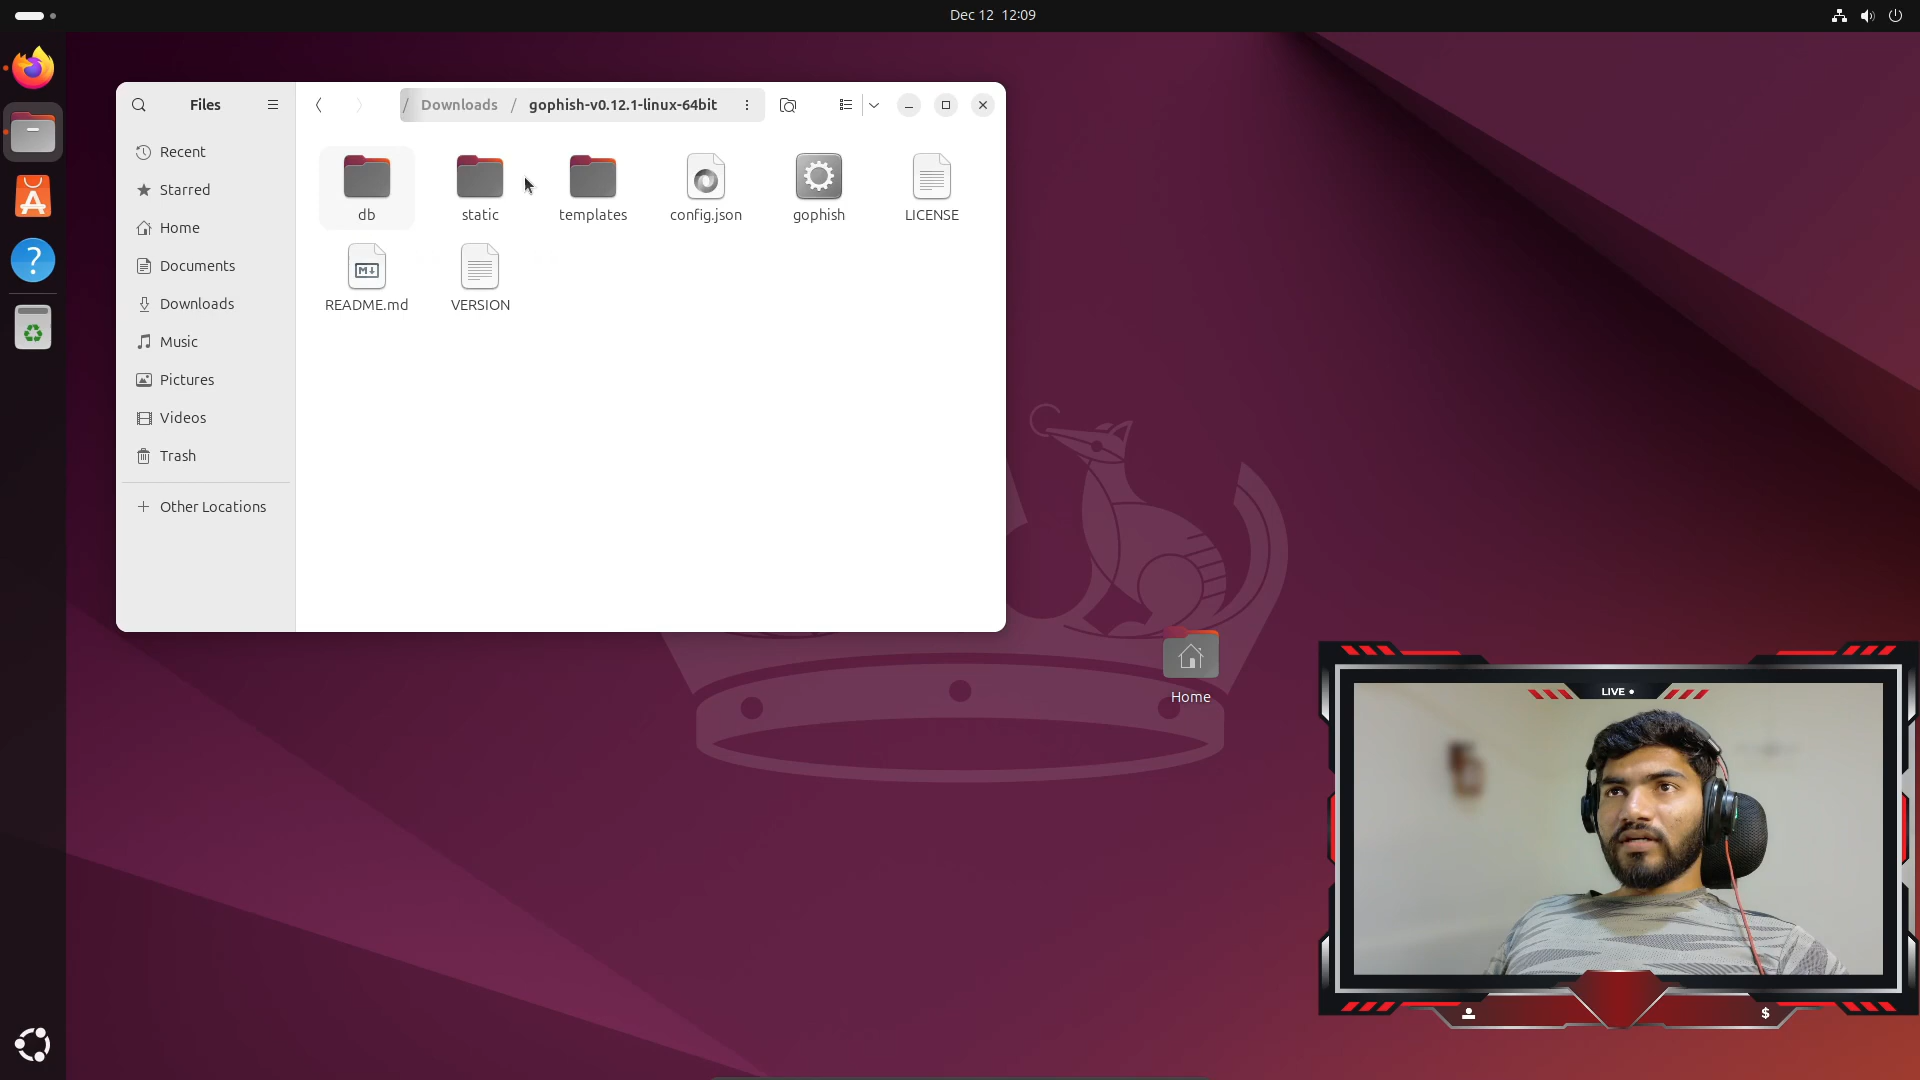 Dec 12 12:09
Files
/ Downloads / gophish-v0.12.1-linux-64bit
Recent
Starred
Home
Documents
Downloads
Music
Pictures
Videos
Trash
Other Locations
db
static
templates
config.json
gophish
LICENSE
README.md
VERSION
Home
LIVE